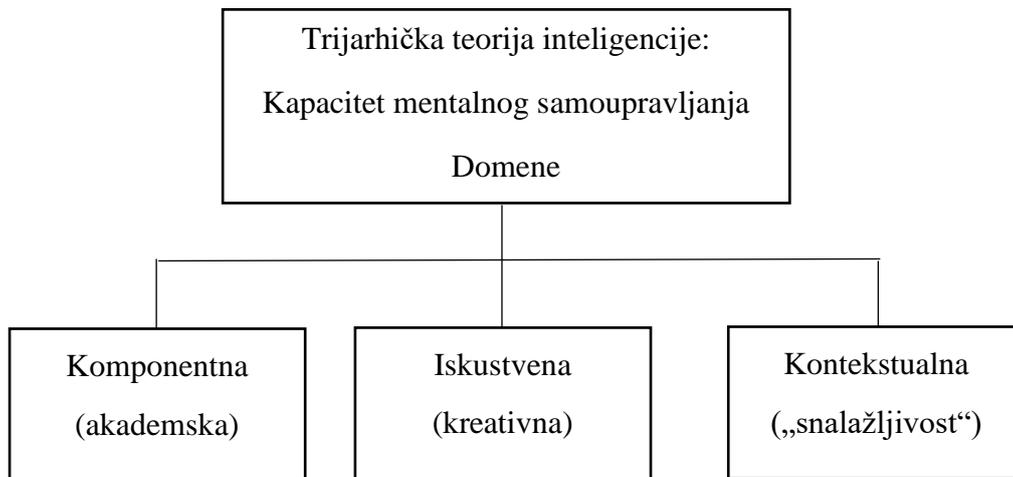 Trijarhička teorija inteligencije:
Kapacitet mentalnog samoupravljanja
Domene
Komponentna
(akademska)
Iskustvena
(kreativna)
Kontekstualna
(„snalažljivost“)